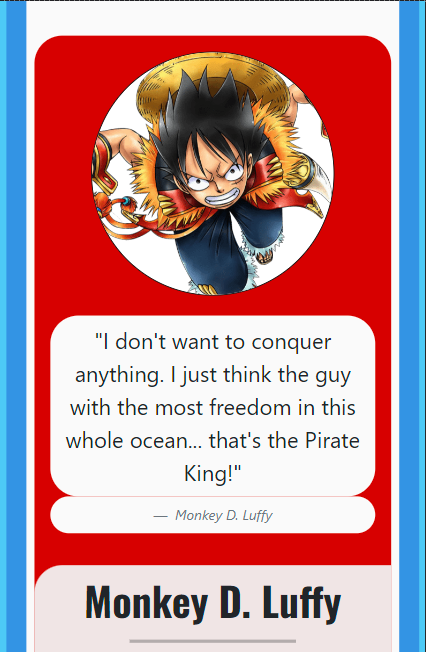 "I don't want to conquer
anything. I just think the guy
with the most freedom in this
whole ocean... that's the Pirate
King!"
— Monkey D. Luffy
Monkey D. Luffy